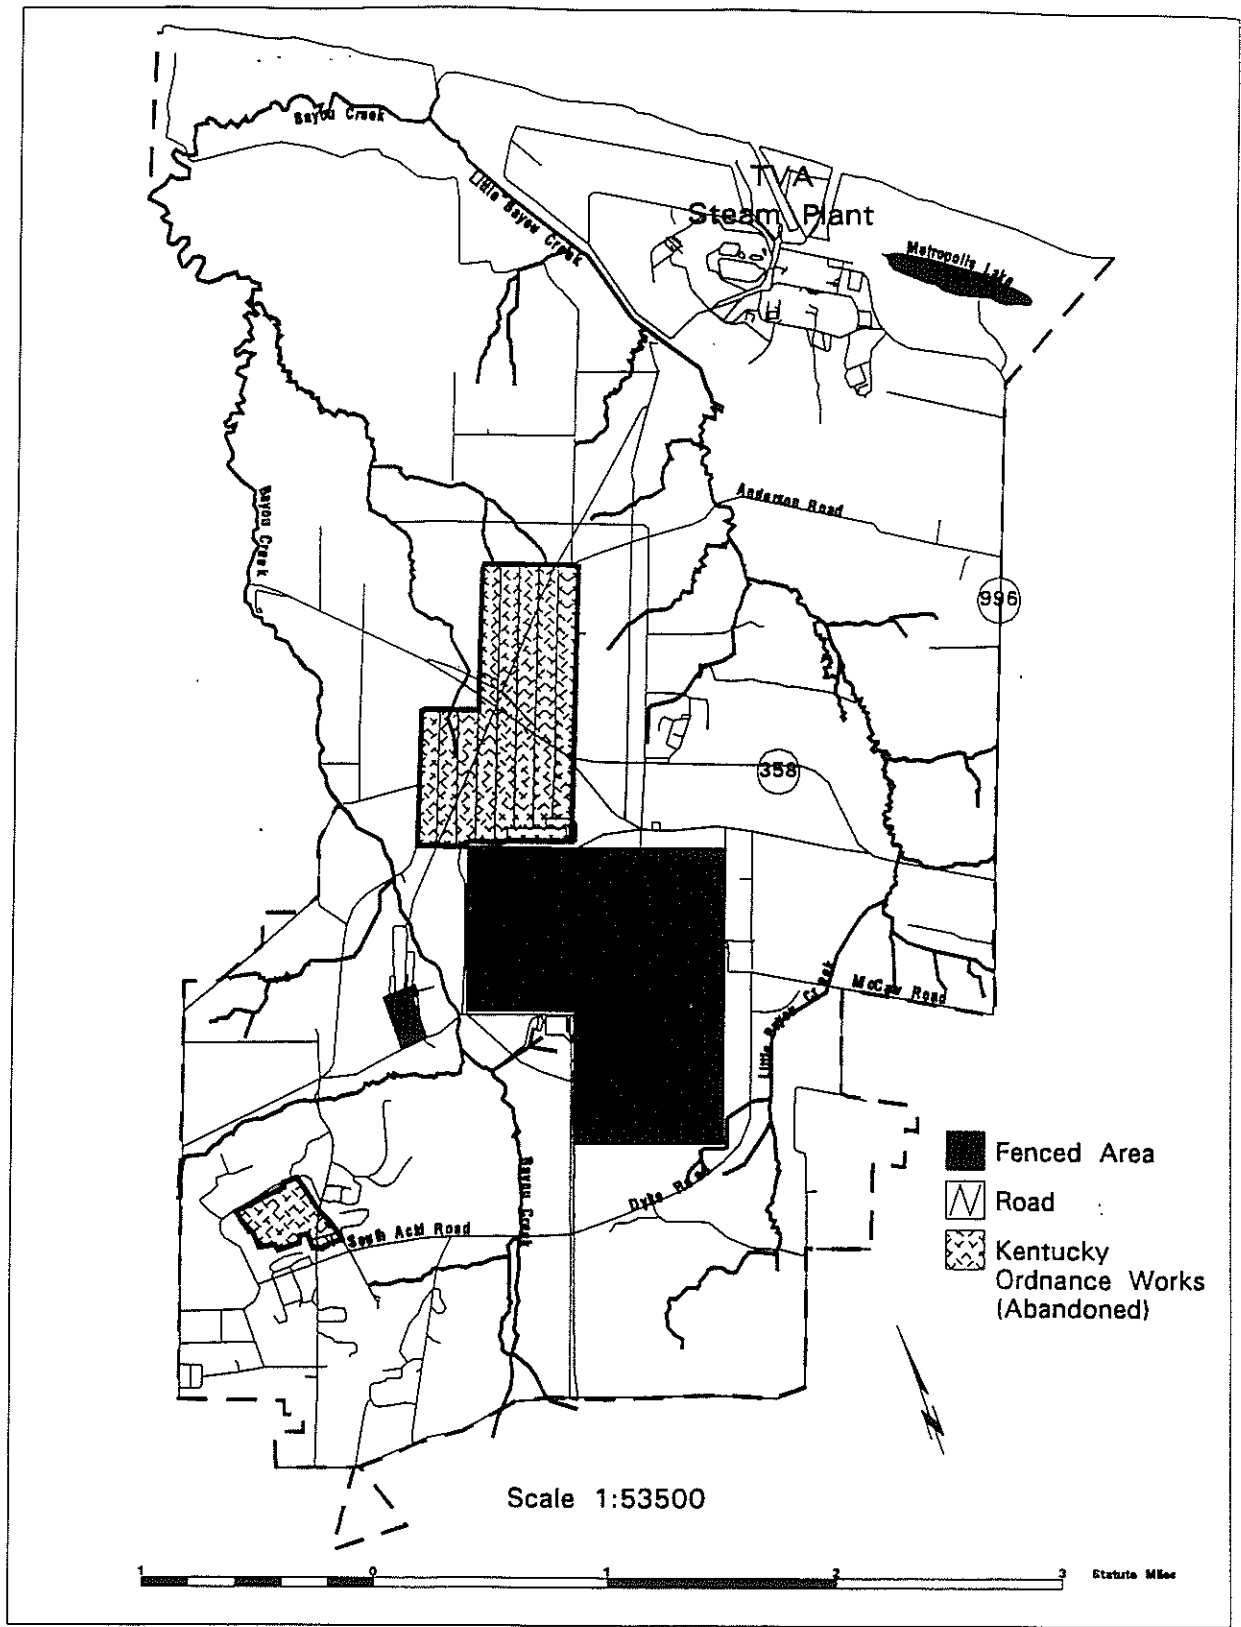 Bayou Creek
Little Bayou Creek
TVA
Steam Plant
Metropolis Lake
Anderson Road
Bayou Creek
996
358
McCaw Road
Little Bayou Creek
Fenced Area
Road
Kentucky
Ordnance Works
(Abandoned)
Dyke Road
South Acid Road
Bayou Creek
Scale 1:53500
1 0 1 2 3 Statute Miles